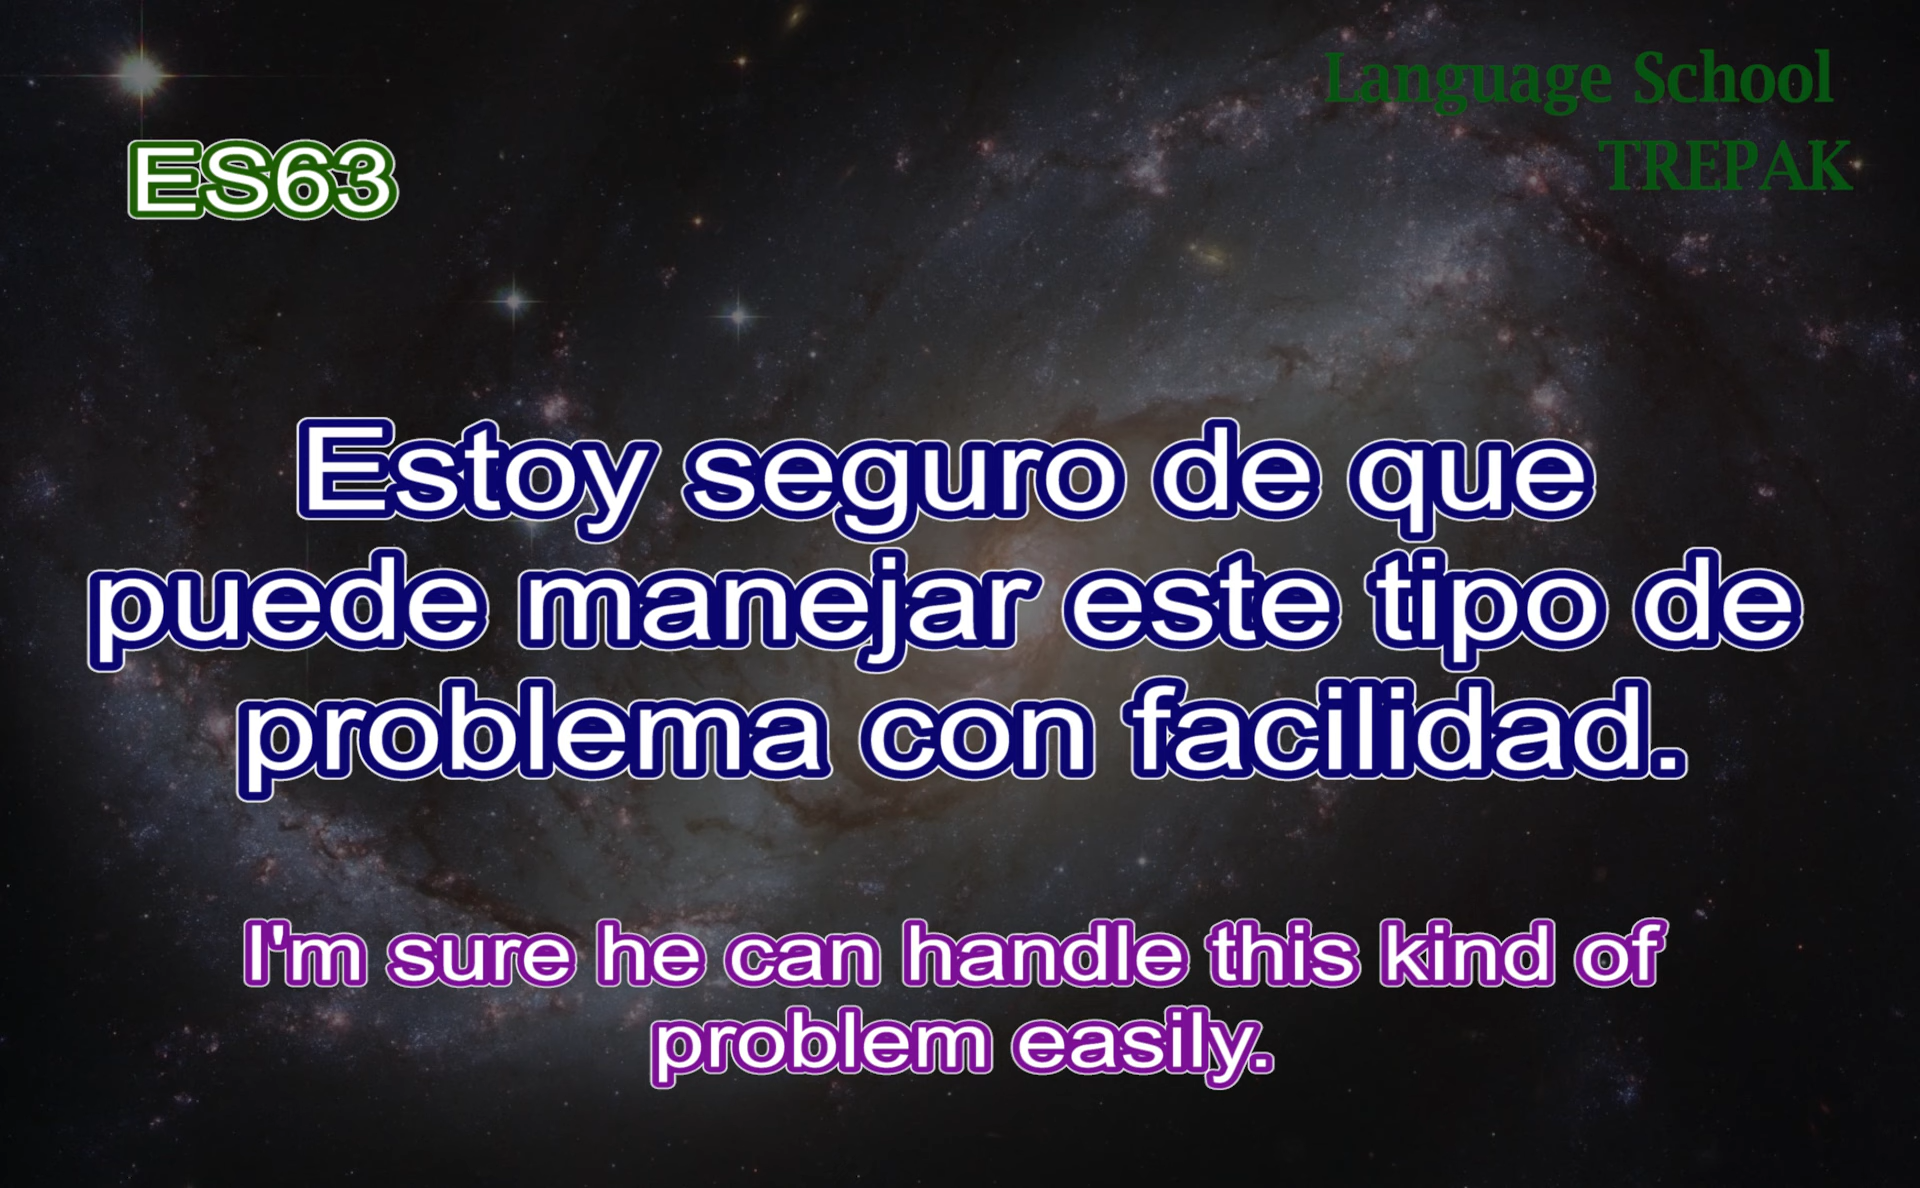 Language School
TREPAK
ES63
Estoy seguro de que
puede manejar este tipo de
problema con facilidad.
I'm sure he can handle this kind of
problem easily.